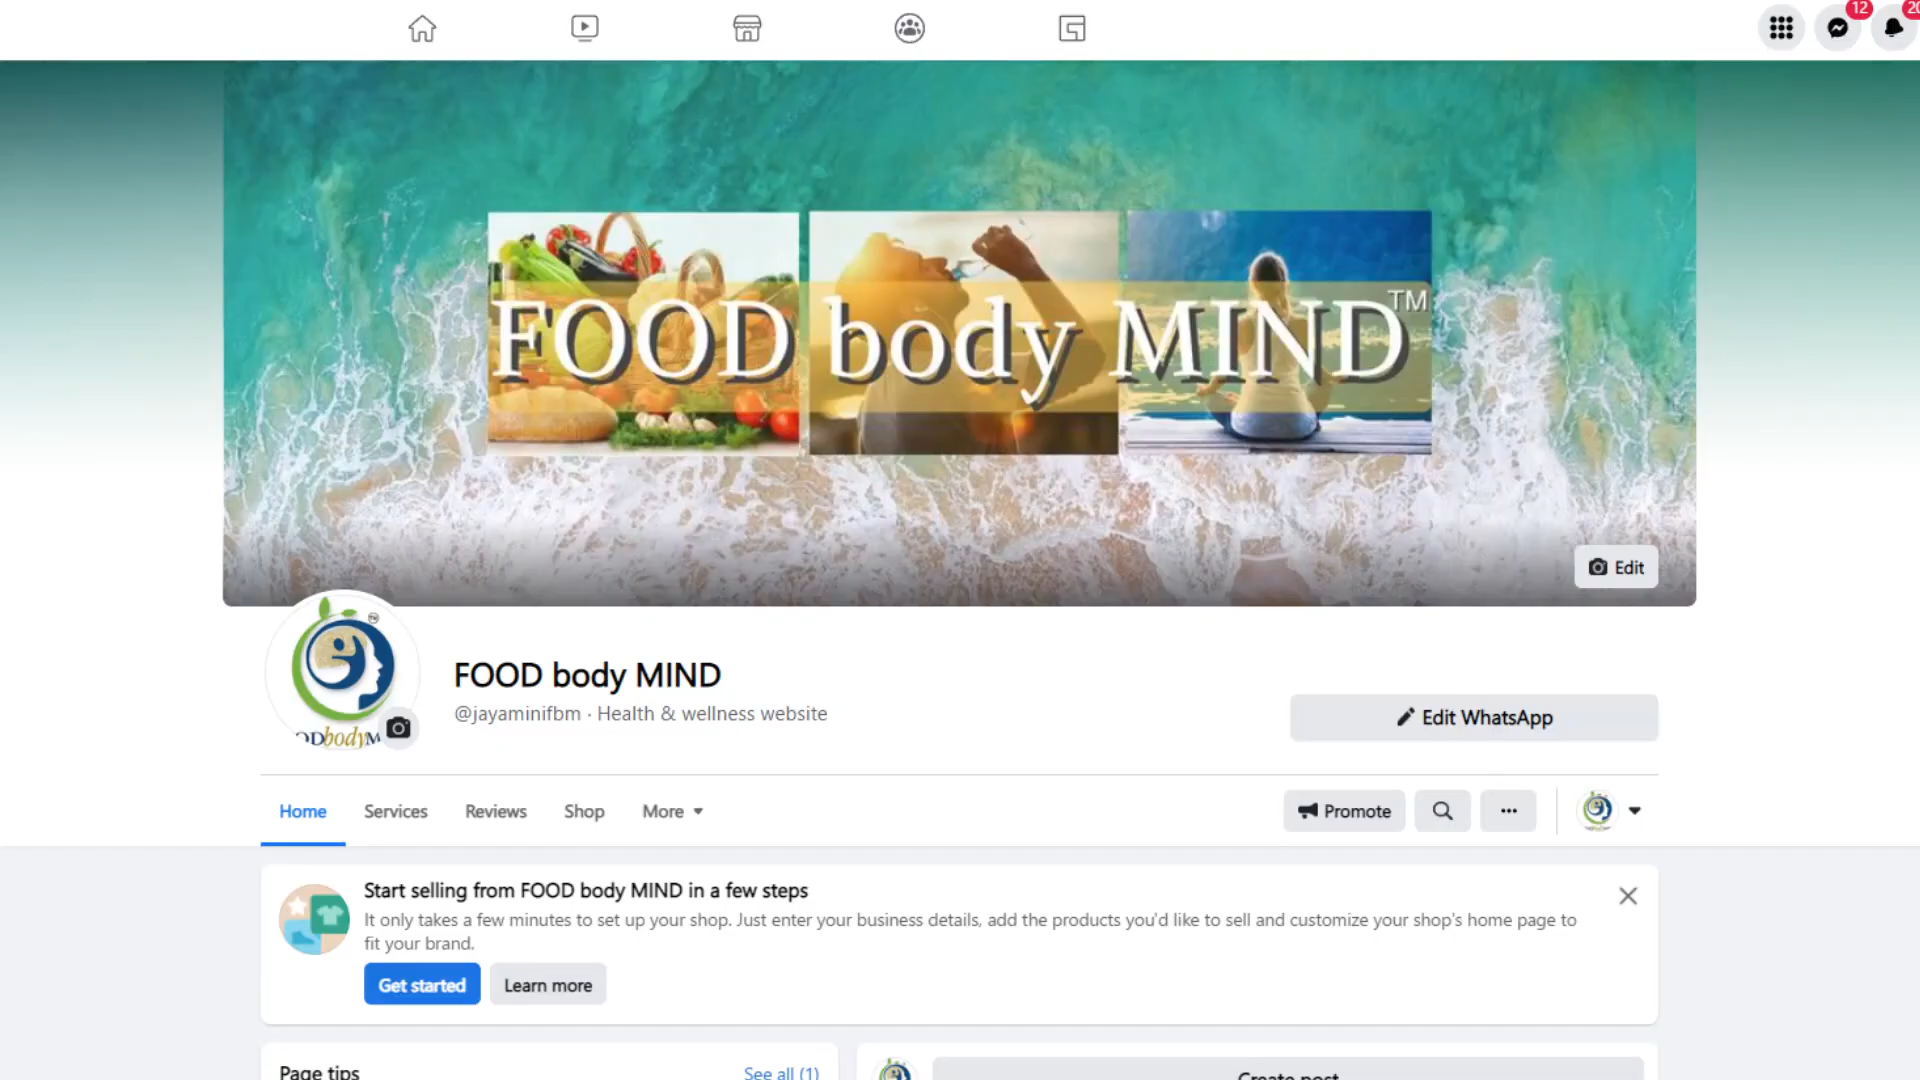 12
20
FOOD body MIND™
Edit
ODbodyM
FOOD body MIND
@jayaminifbm · Health & wellness website
Edit WhatsApp
Home Services Reviews Shop More
Promote
Start selling from FOOD body MIND in a few steps
It only takes a few minutes to set up your shop. Just enter your business details, add the products you'd like to sell and customize your shop's home page to
fit your brand.
Get started Learn more
Page tips See all (1)
Create post